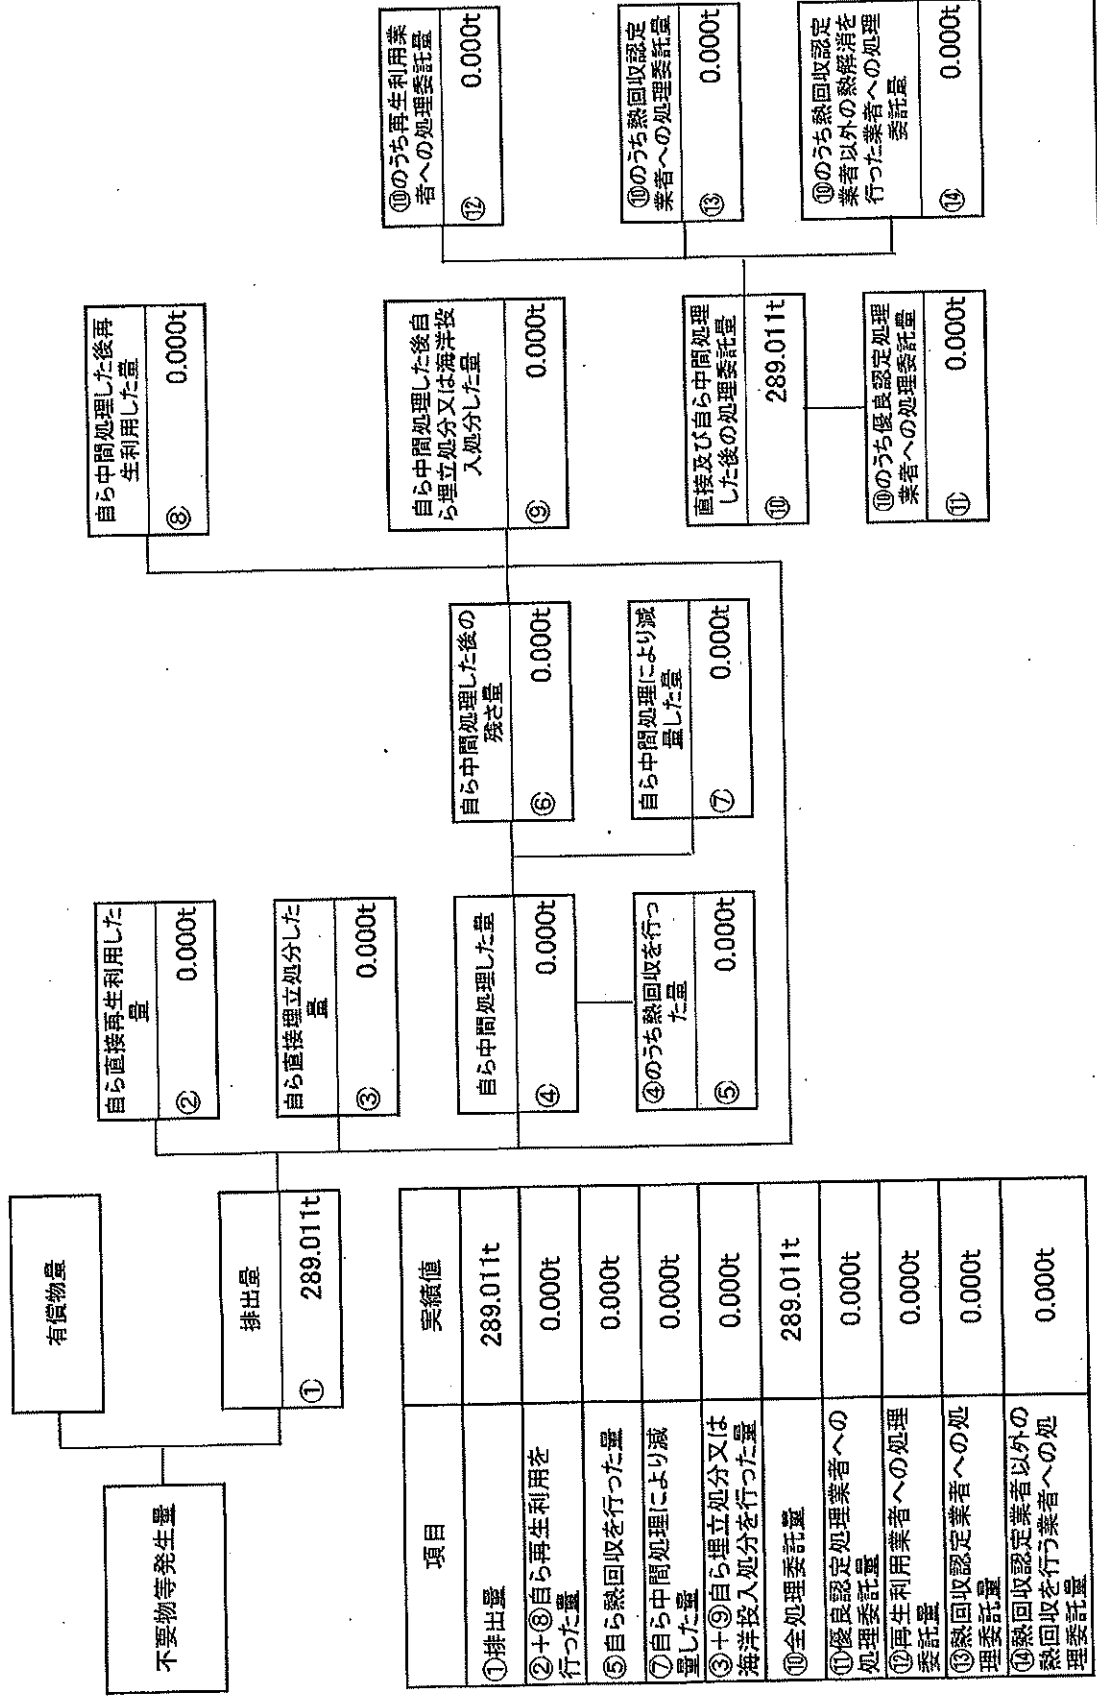 不要物等発生量
有償物量
排出量
① 289.011t
自ら直接再生利用した
量
② 0.000t
自ら直接埋立処分した
量
③ 0.000t
自ら中間処理した量
④ 0.000t
④のうち熱回収を行っ
た量
⑤ 0.000t
自ら中間処理した後の
残さ量
⑥ 0.000t
自ら中間処理により減
量した量
⑦ 0.000t
自ら中間処理した後再
生利用した量
⑧ 0.000t
自ら中間処理した後自
ら埋立処分又は海洋投
入処分した量
⑨ 0.000t
直接及び自ら中間処理
した後の処理委託量
⑩ 289.011t
⑩のうち優良認定処理
業者への処理委託量
⑪ 0.000t
⑩のうち再生利用業
者への処理委託量
⑫ 0.000t
⑩のうち熱回収認定
業者への処理委託量
⑬ 0.000t
⑩のうち熱回収認定
業者以外の熱解消を
行った業者への処理
委託量
⑭ 0.000t
項目 実績値
①排出量 289.011t
②+⑧自ら再生利用を
行った量 0.000t
⑤自ら熱回収を行った量 0.000t
⑦自ら中間処理により減
量した量 0.000t
③+⑨自ら埋立処分又は
海洋投入処分を行った量 0.000t
⑩全処理委託量 289.011t
⑪優良認定処理業者への
処理委託量 0.000t
⑫再生利用業者への処理
委託量 0.000t
⑬熱回収認定業者への処
理委託量 0.000t
⑭熱回収認定業者以外の
熱回収を行う業者への処
理委託量 0.000t